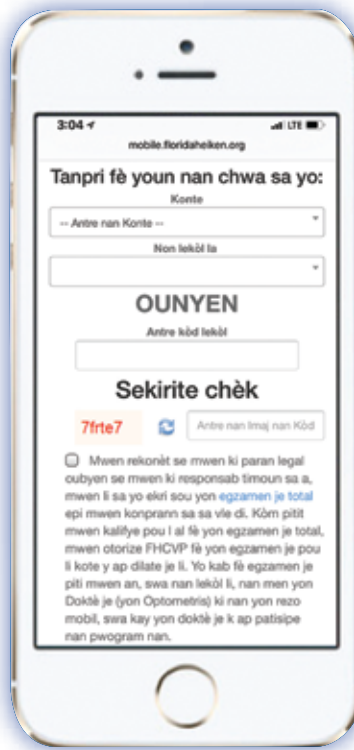 3:04
LTE
mobile.floridaheiken.org
Tanpri fè youn nan chwa sa yo:
Konte
-- Antre nan Konte --
Non lekòl la
OUNYEN
Antre kòd lekòl
Sekirite chèk
7frte7
Antre nan Imaj nan Kòd
Mwen rekonèt se mwen ki paran legal
oubyen se mwen ki responsab timoun sa a,
mwen li sa yo ekri sou yon egzamen je total
epi mwen konprann sa sa vle di. Kòm pitit
mwen kalifye pou l al fè yon egzamen je total,
mwen otorize FHCVP fè yon egzamen je pou
li kote y ap dilate je li. Yo kab fè egzamen je
piti mwen an, swa nan lekòl li, nan men yon
Doktè je (yon Optometris) ki nan yon rezo
mobil, swa kay yon doktè je k ap patisipe
nan pwogram nan.